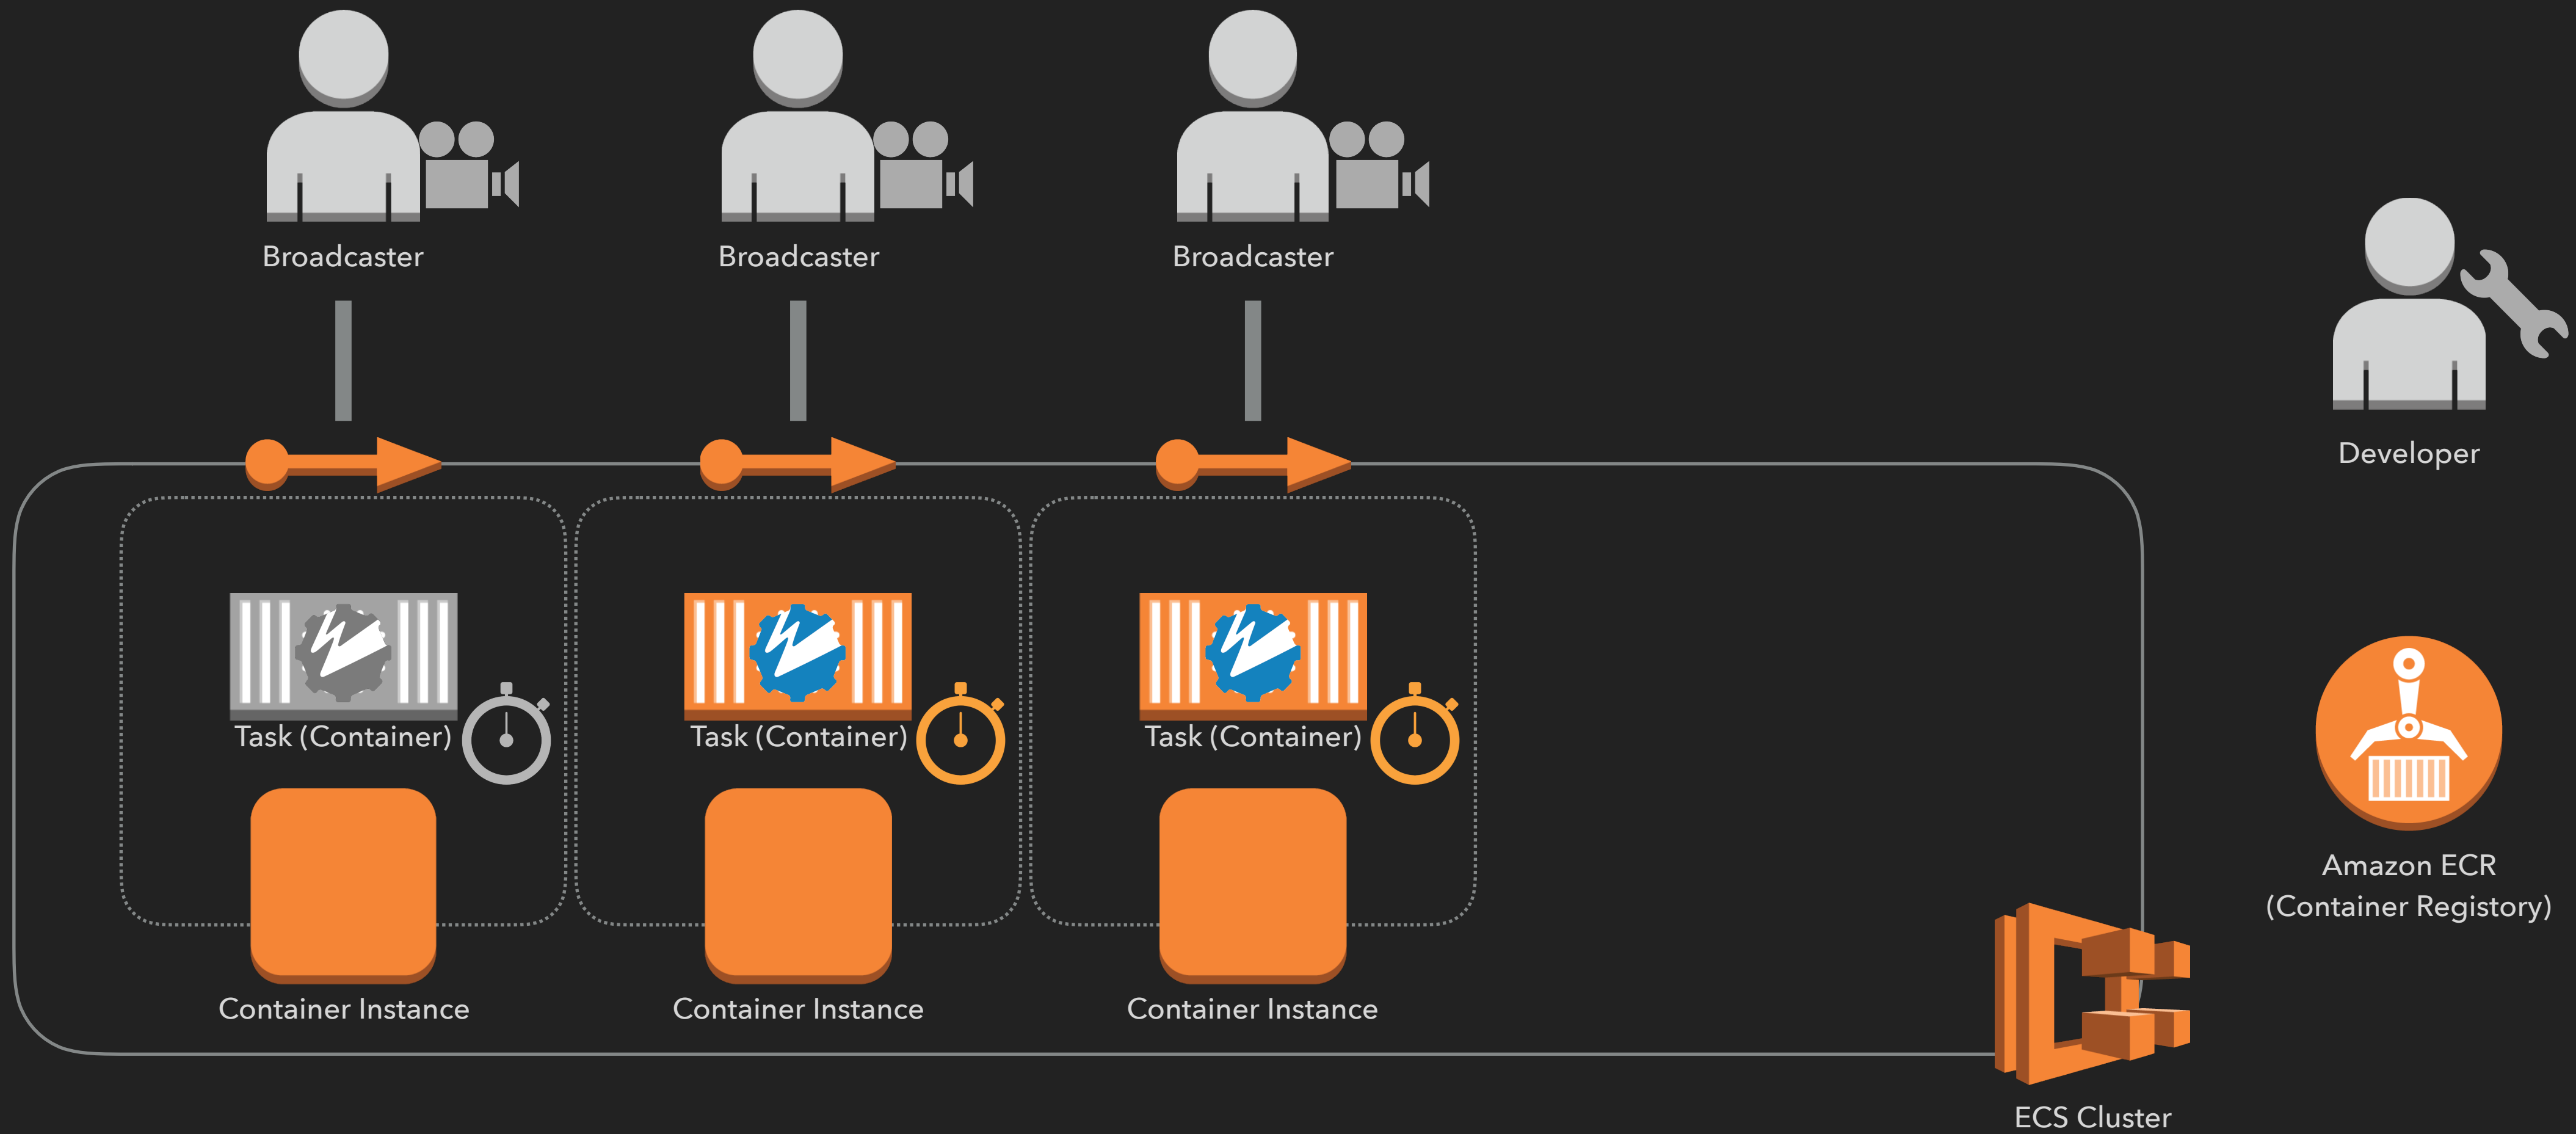 Broadcaster
Broadcaster
Broadcaster
Developer
Task (Container)
Task (Container)
Task (Container)
Amazon ECR
(Container Registory)
Container Instance
Container Instance
Container Instance
ECS Cluster